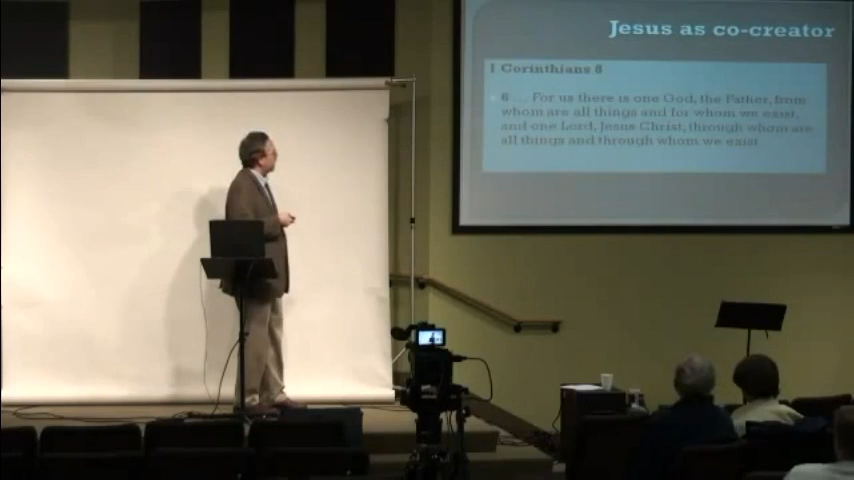 Jesus as co-creator
1 Corinthians 8
6 ... For us there is one God, the Father, from
whom are all things and for whom we exist,
and one Lord, Jesus Christ, through whom are
all things and through whom we exist